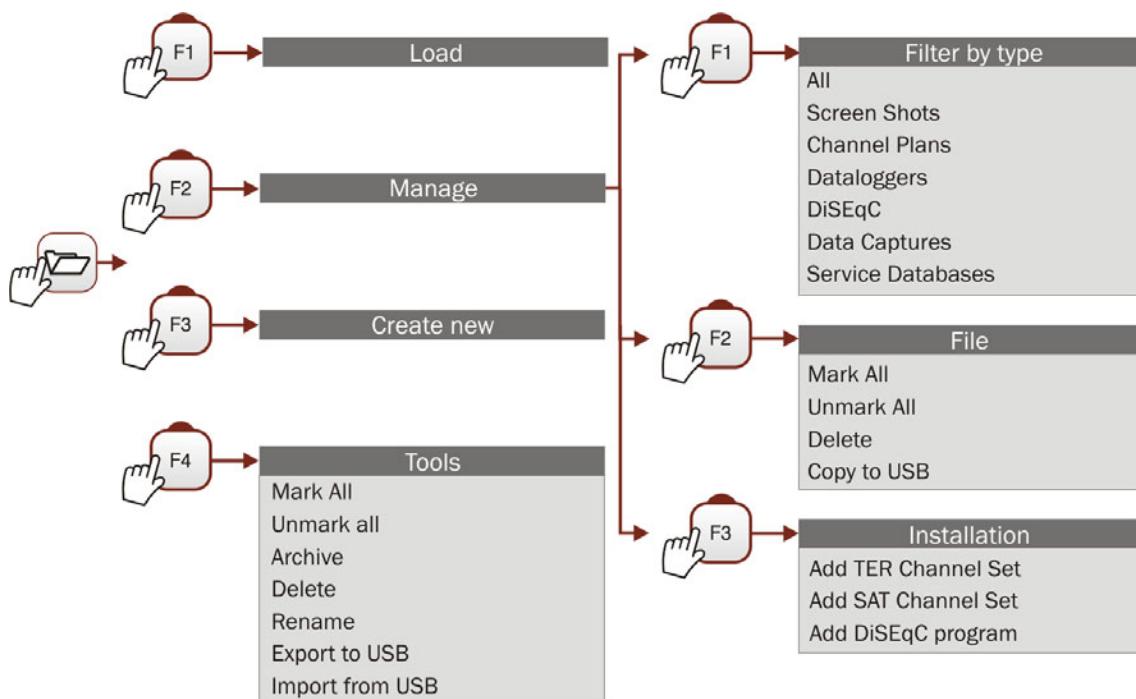 F1
Load
F2
Manage
F3
Create new
F4
Tools
Mark All
Unmark all
Archive
Delete
Rename
Export to USB
Import from USB
F1
Filter by type
All
Screen Shots
Channel Plans
Dataloggers
DiSEqC
Data Captures
Service Databases
F2
File
Mark All
Unmark All
Delete
Copy to USB
F3
Installation
Add TER Channel Set
Add SAT Channel Set
Add DiSEqC program